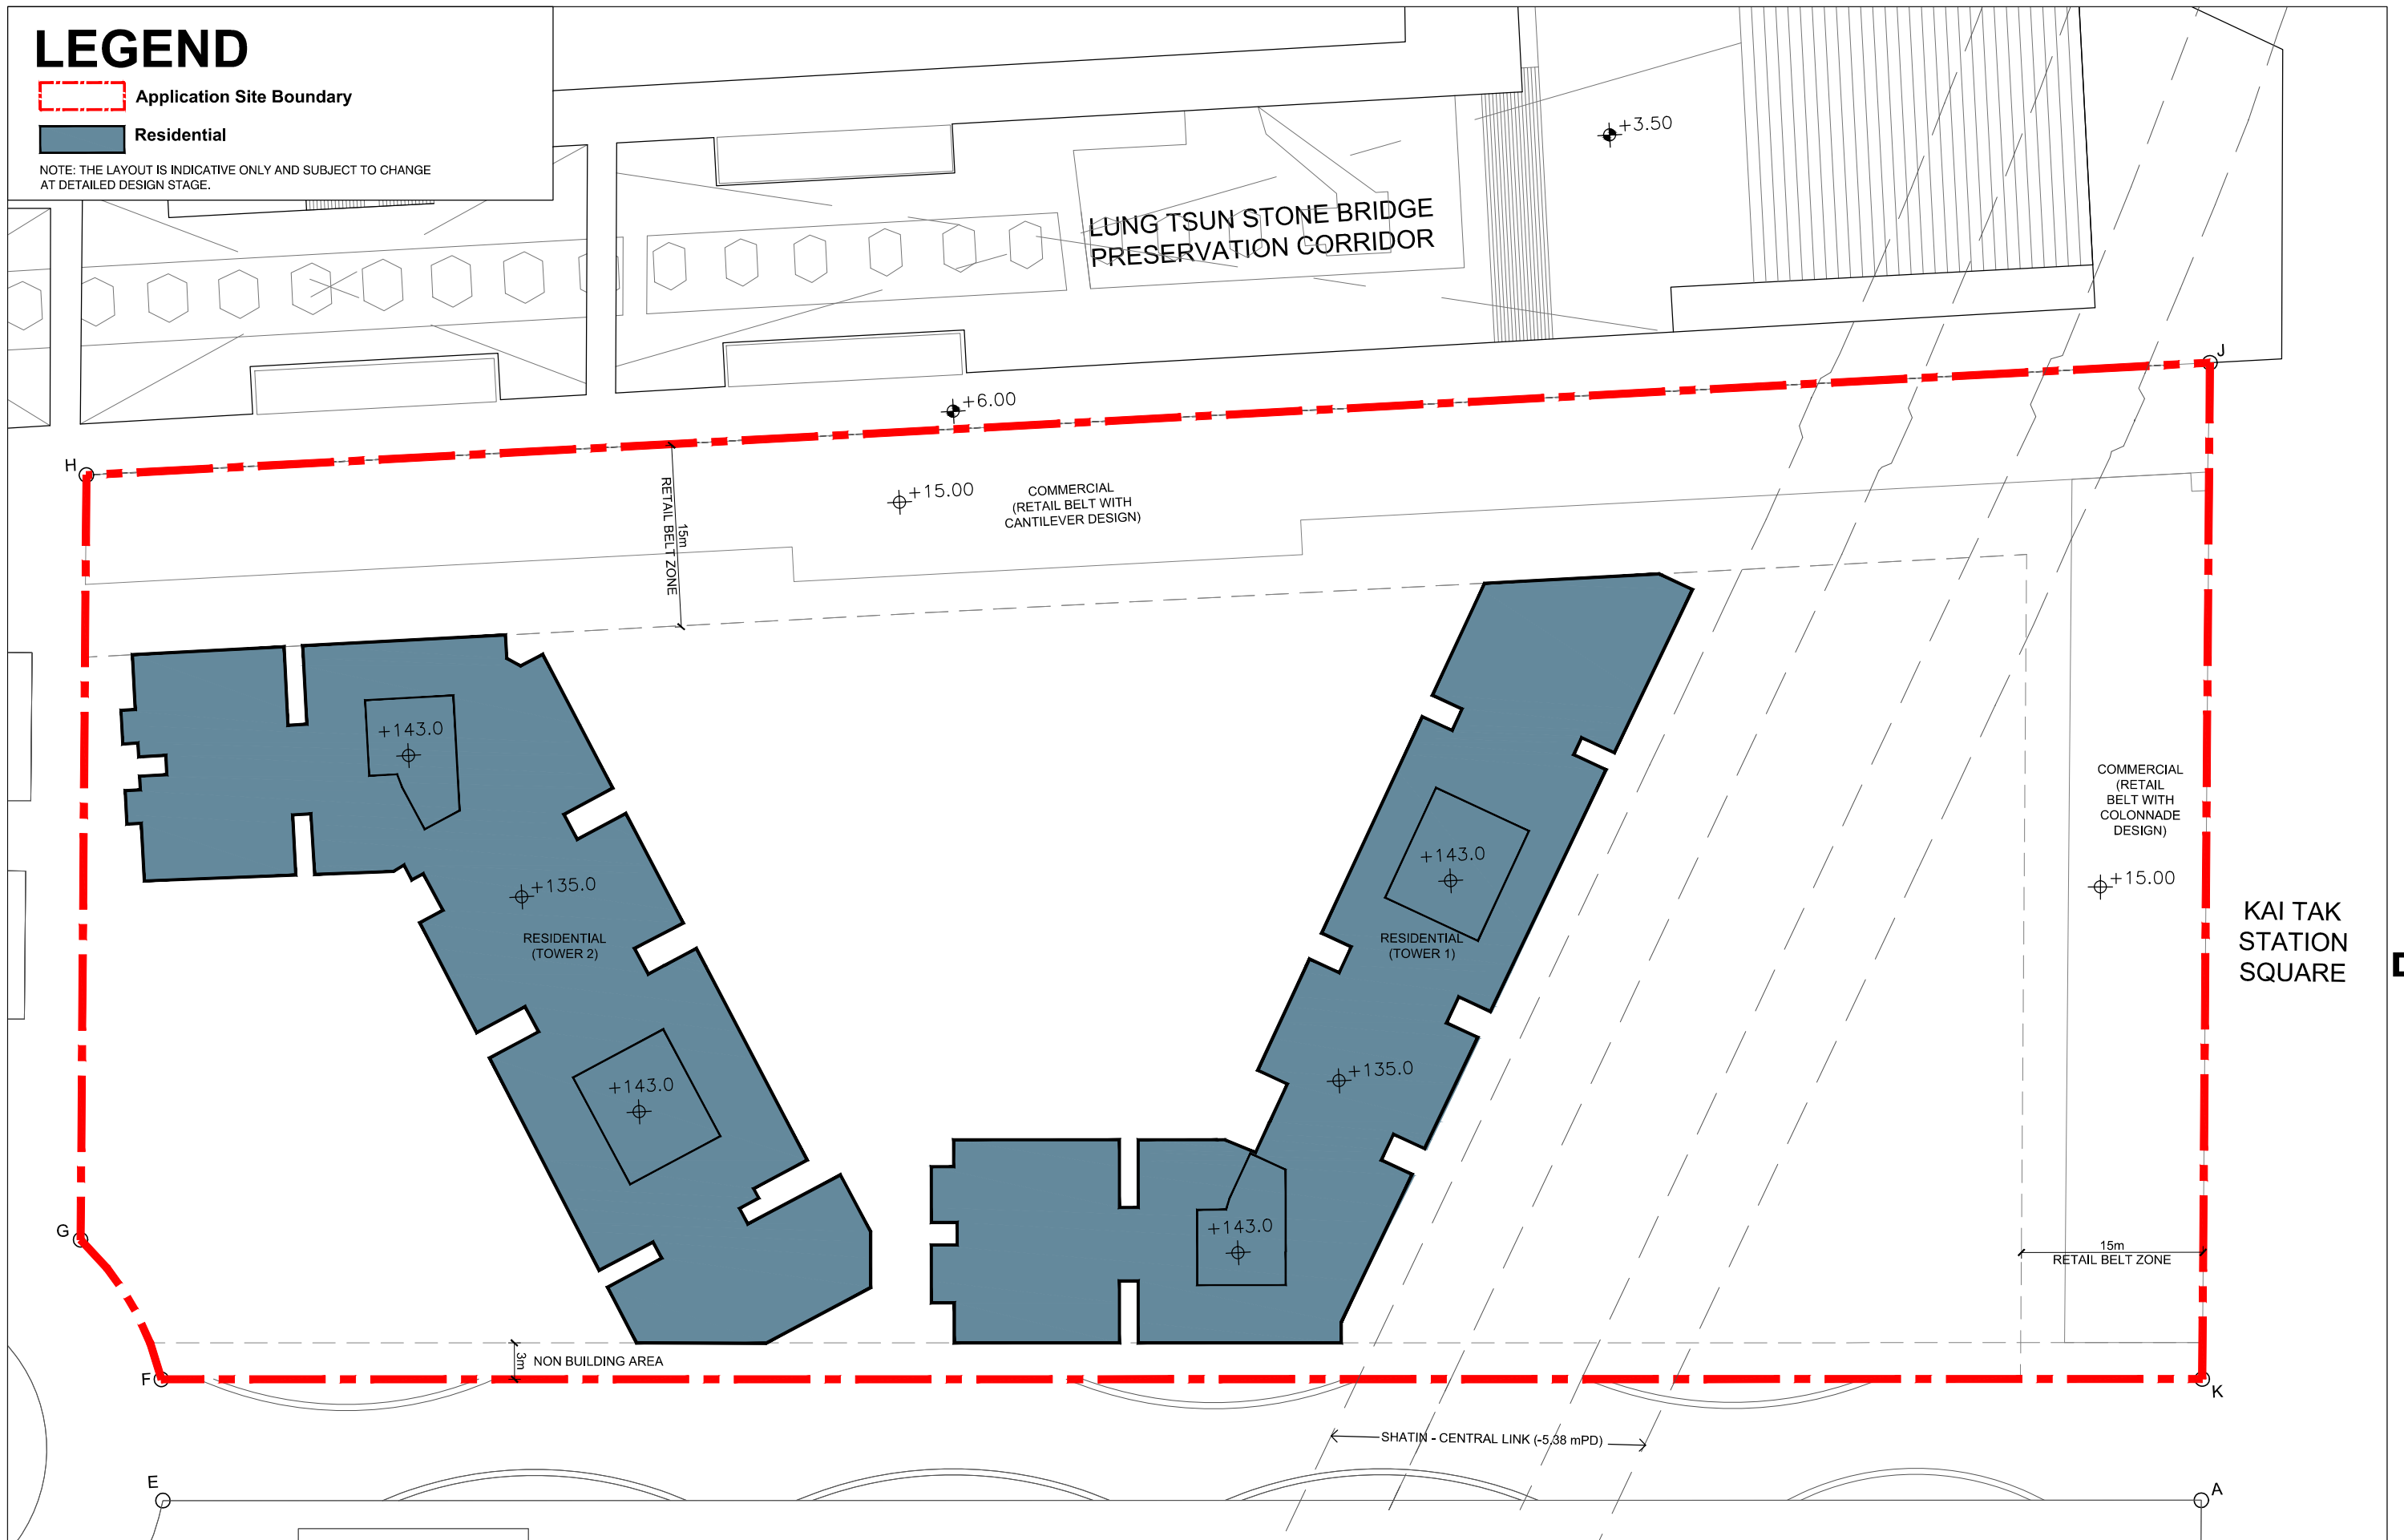 LEGEND
Application Site Boundary
Residential
NOTE: THE LAYOUT IS INDICATIVE ONLY AND SUBJECT TO CHANGE
AT DETAILED DESIGN STAGE.
+3.50
LUNG TSUN STONE BRIDGE
PRESERVATION CORRIDOR
J
+6.00
H
+15.00
COMMERCIAL
(RETAIL BELT WITH
CANTILEVER DESIGN)
15m
RETAIL BELT ZONE
+143.0
+135.0
RESIDENTIAL
(TOWER 2)
+143.0
+143.0
RESIDENTIAL
(TOWER 1)
+135.0
+143.0
COMMERCIAL
(RETAIL
BELT WITH
COLONNADE
DESIGN)
+15.00
KAI TAK
STATION
SQUARE
G
15m
RETAIL BELT ZONE
3m
NON BUILDING AREA
F
K
SHATIN - CENTRAL LINK (-5.38 mPD)
E
A